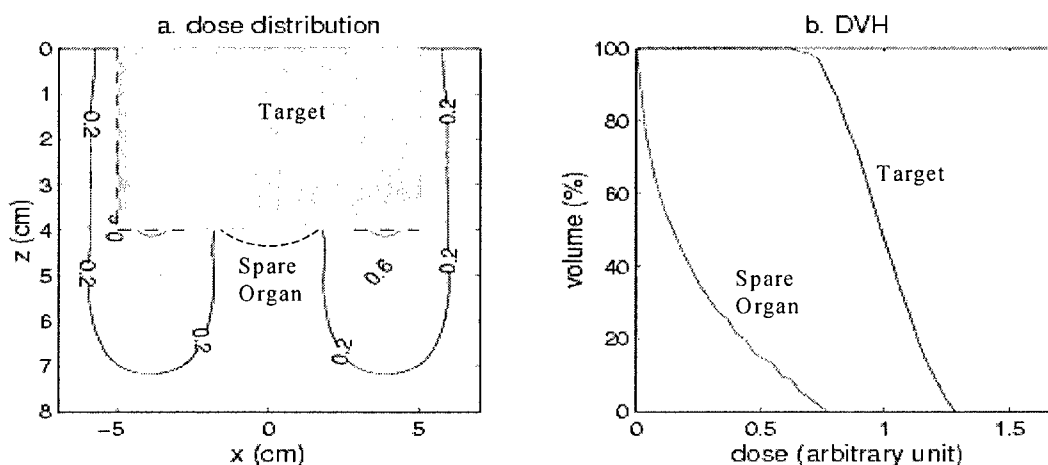 a. dose distribution
0
1
2
3
4
5
6
7
8
z (cm)
-5
0
5
x (cm)
Target
Spare
Organ
0.2
0.2
0.2
0.2
0.2
0.2
0.6
b. DVH
100
80
60
40
20
0
volume (%)
0
0.5
1
1.5
dose (arbitrary unit)
Target
Spare
Organ